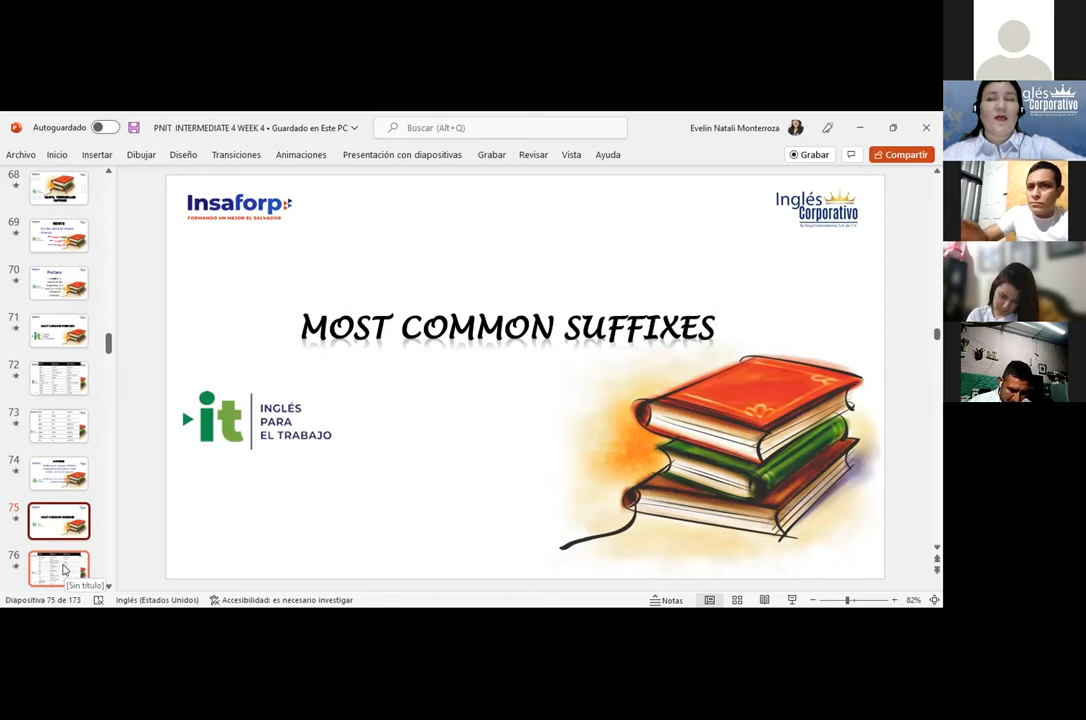 Autoguardado
PNIT INTERMEDIATE 4 WEEK 4 • Guardado en Este PC
Buscar (Alt+Q)
Evelin Natali Monterroza
Archivo Inicio Insertar Dibujar Diseño Transiciones Animaciones Presentación con diapositivas Grabar Revisar Vista Ayuda
Grabar
Compartir
68
69
70
71
72
73
74
75
76
[Sin título]
Insaforp
FORMANDO UN MEJOR EL SALVADOR
Inglés
Corporativo
MOST COMMON SUFFIXES
it
INGLÉS
PARA
EL TRABAJO
Diapositiva 75 de 173
Inglés (Estados Unidos)
Accesibilidad: es necesario investigar
Notas
82%
glés
Corporativo